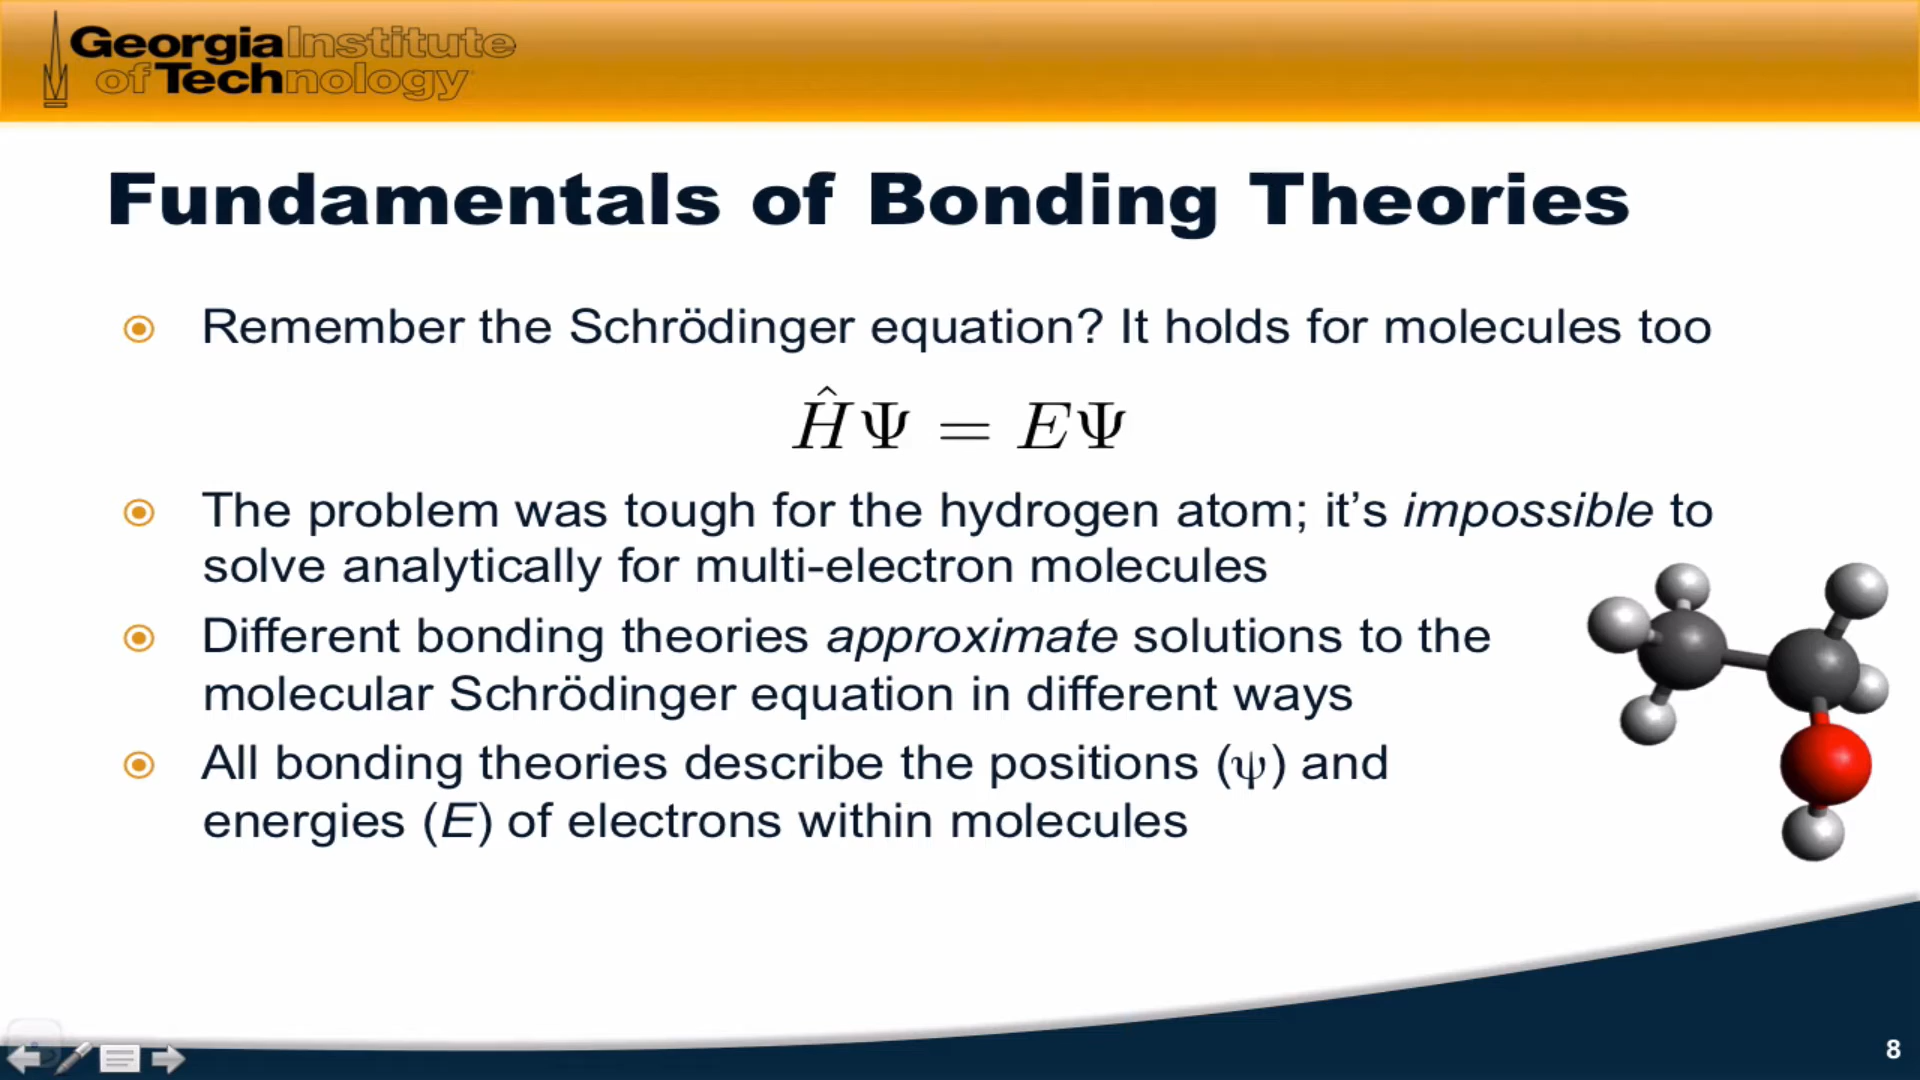 Georgia Institute
of Technology
Fundamentals of Bonding Theories
Remember the Schrödinger equation? It holds for molecules too
ĤΨ = EΨ
The problem was tough for the hydrogen atom; it’s impossible to
solve analytically for multi-electron molecules
Different bonding theories approximate solutions to the
molecular Schrödinger equation in different ways
All bonding theories describe the positions (ψ) and
energies (E) of electrons within molecules
8